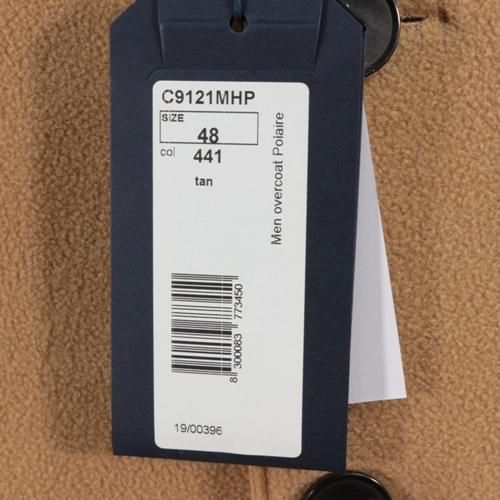 C9121MHP
SIZE
48
col 441
tan
Men overcoat Polaire
8 300083 773450
19/00396